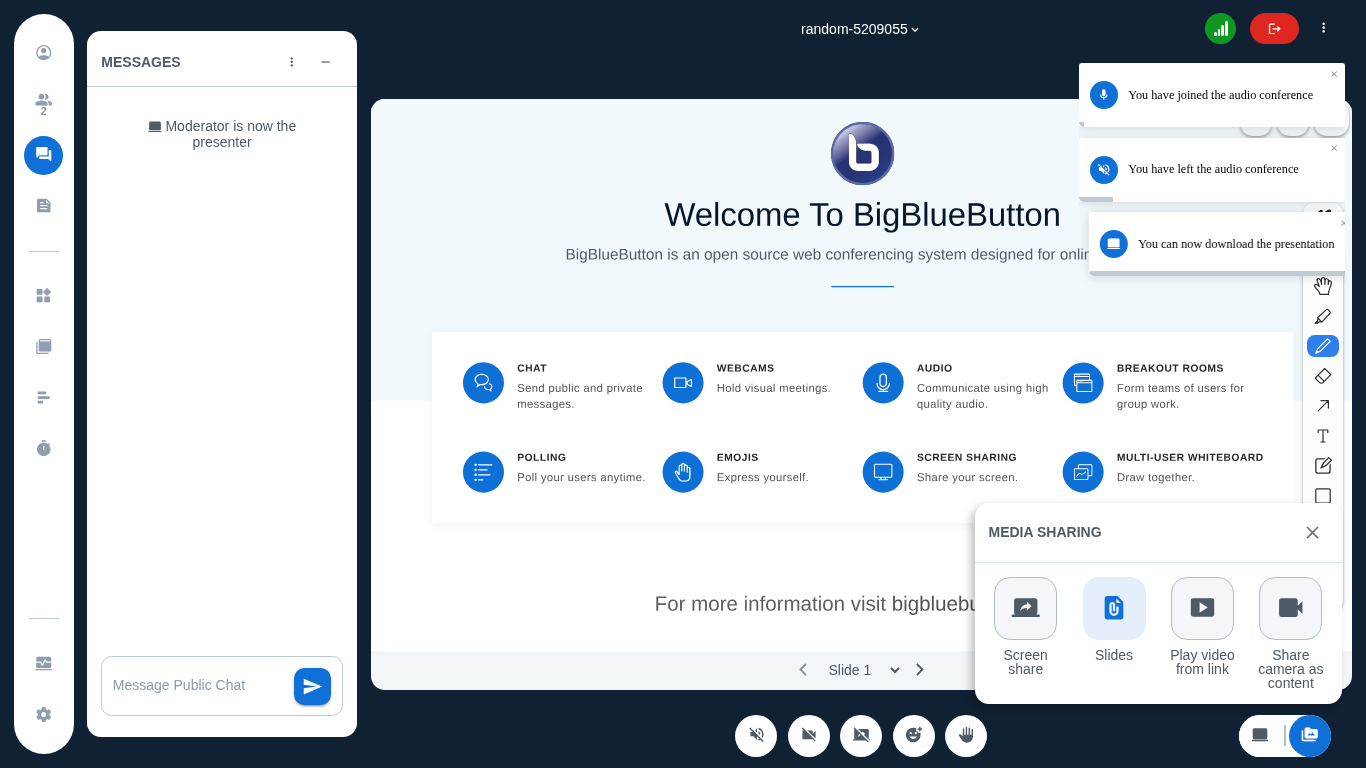 random-5209055
MESSAGES
2
Moderator is now the
presenter
Message Public Chat
You have joined the audio conference
You have left the audio conference
You can now download the presentation
Welcome To BigBlueButton
BigBlueButton is an open source web conferencing system designed for onlin
CHAT
Send public and private
messages.
WEBCAMS
Hold visual meetings.
AUDIO
Communicate using high
quality audio.
BREAKOUT ROOMS
Form teams of users for
group work.
POLLING
Poll your users anytime.
EMOJIS
Express yourself.
SCREEN SHARING
Share your screen.
MULTI-USER WHITEBOARD
Draw together.
For more information visit bigbluebu
Slide 1
MEDIA SHARING
Screen
share
Slides
Play video
from link
Share
camera as
content